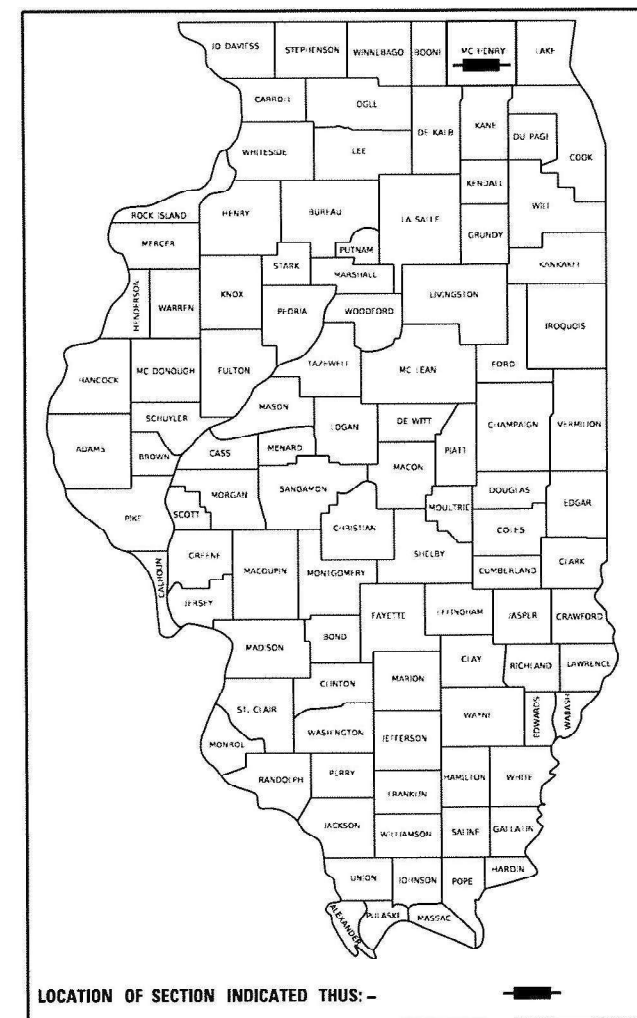 JO DAVIESS STEPHENSON WINNEBAGO BOONE MC HENRY LAKE
CARROLL OGLE DE KALB KANE DU PAGE COOK
WHITESIDE LEE KENDALL WILL
ROCK ISLAND HENRY BUREAU LA SALLE GRUNDY
MERCER PUTNAM KANKAKEE
STARK MARSHALL
HENDERSON WARREN KNOX PEORIA WOODFORD LIVINGSTON IROQUOIS
HANCOCK MC DONOUGH FULTON TAZEWELL MC LEAN FORD
SCHUYLER MASON LOGAN DE WITT CHAMPAIGN VERMILION
ADAMS BROWN CASS MENARD MACON PIATT
PIKE SCOTT MORGAN SANGAMON CHRISTIAN MOULTRIE DOUGLAS EDGAR
COLES
CALHOUN GREENE MACOUPIN MONTGOMERY SHELBY CUMBERLAND CLARK
JERSEY FAYETTE EFFINGHAM JASPER CRAWFORD
MADISON BOND CLAY RICHLAND LAWRENCE
CLINTON MARION
ST. CLAIR WASHINGTON JEFFERSON WAYNE EDWARDS WABASH
MONROE
RANDOLPH PERRY FRANKLIN HAMILTON WHITE
JACKSON WILLIAMSON SALINE GALLATIN
UNION JOHNSON POPE HARDIN
ALEXANDER PULASKI MASSAC
LOCATION OF SECTION INDICATED THUS: -